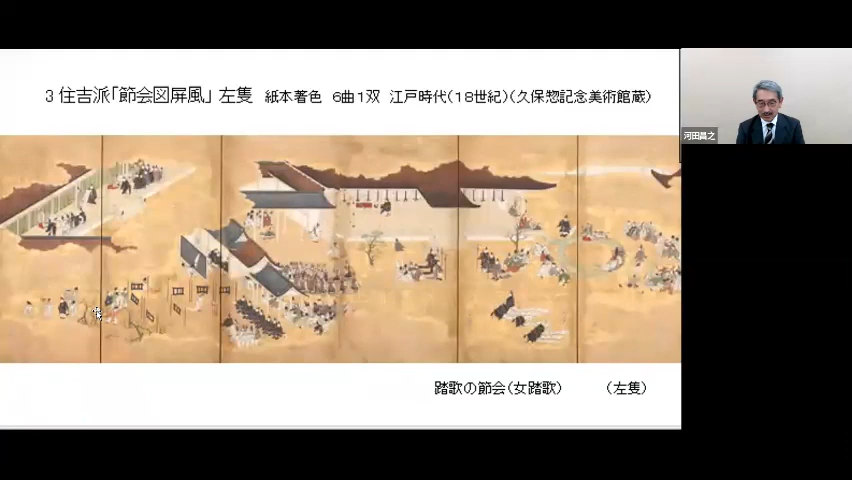 3 住吉派「節会図屏風」 左隻 紙本著色 6曲1双 江戸時代(18世紀)(久保惣記念美術館蔵)
河田昌之
踏歌の節会(女踏歌) (左隻)